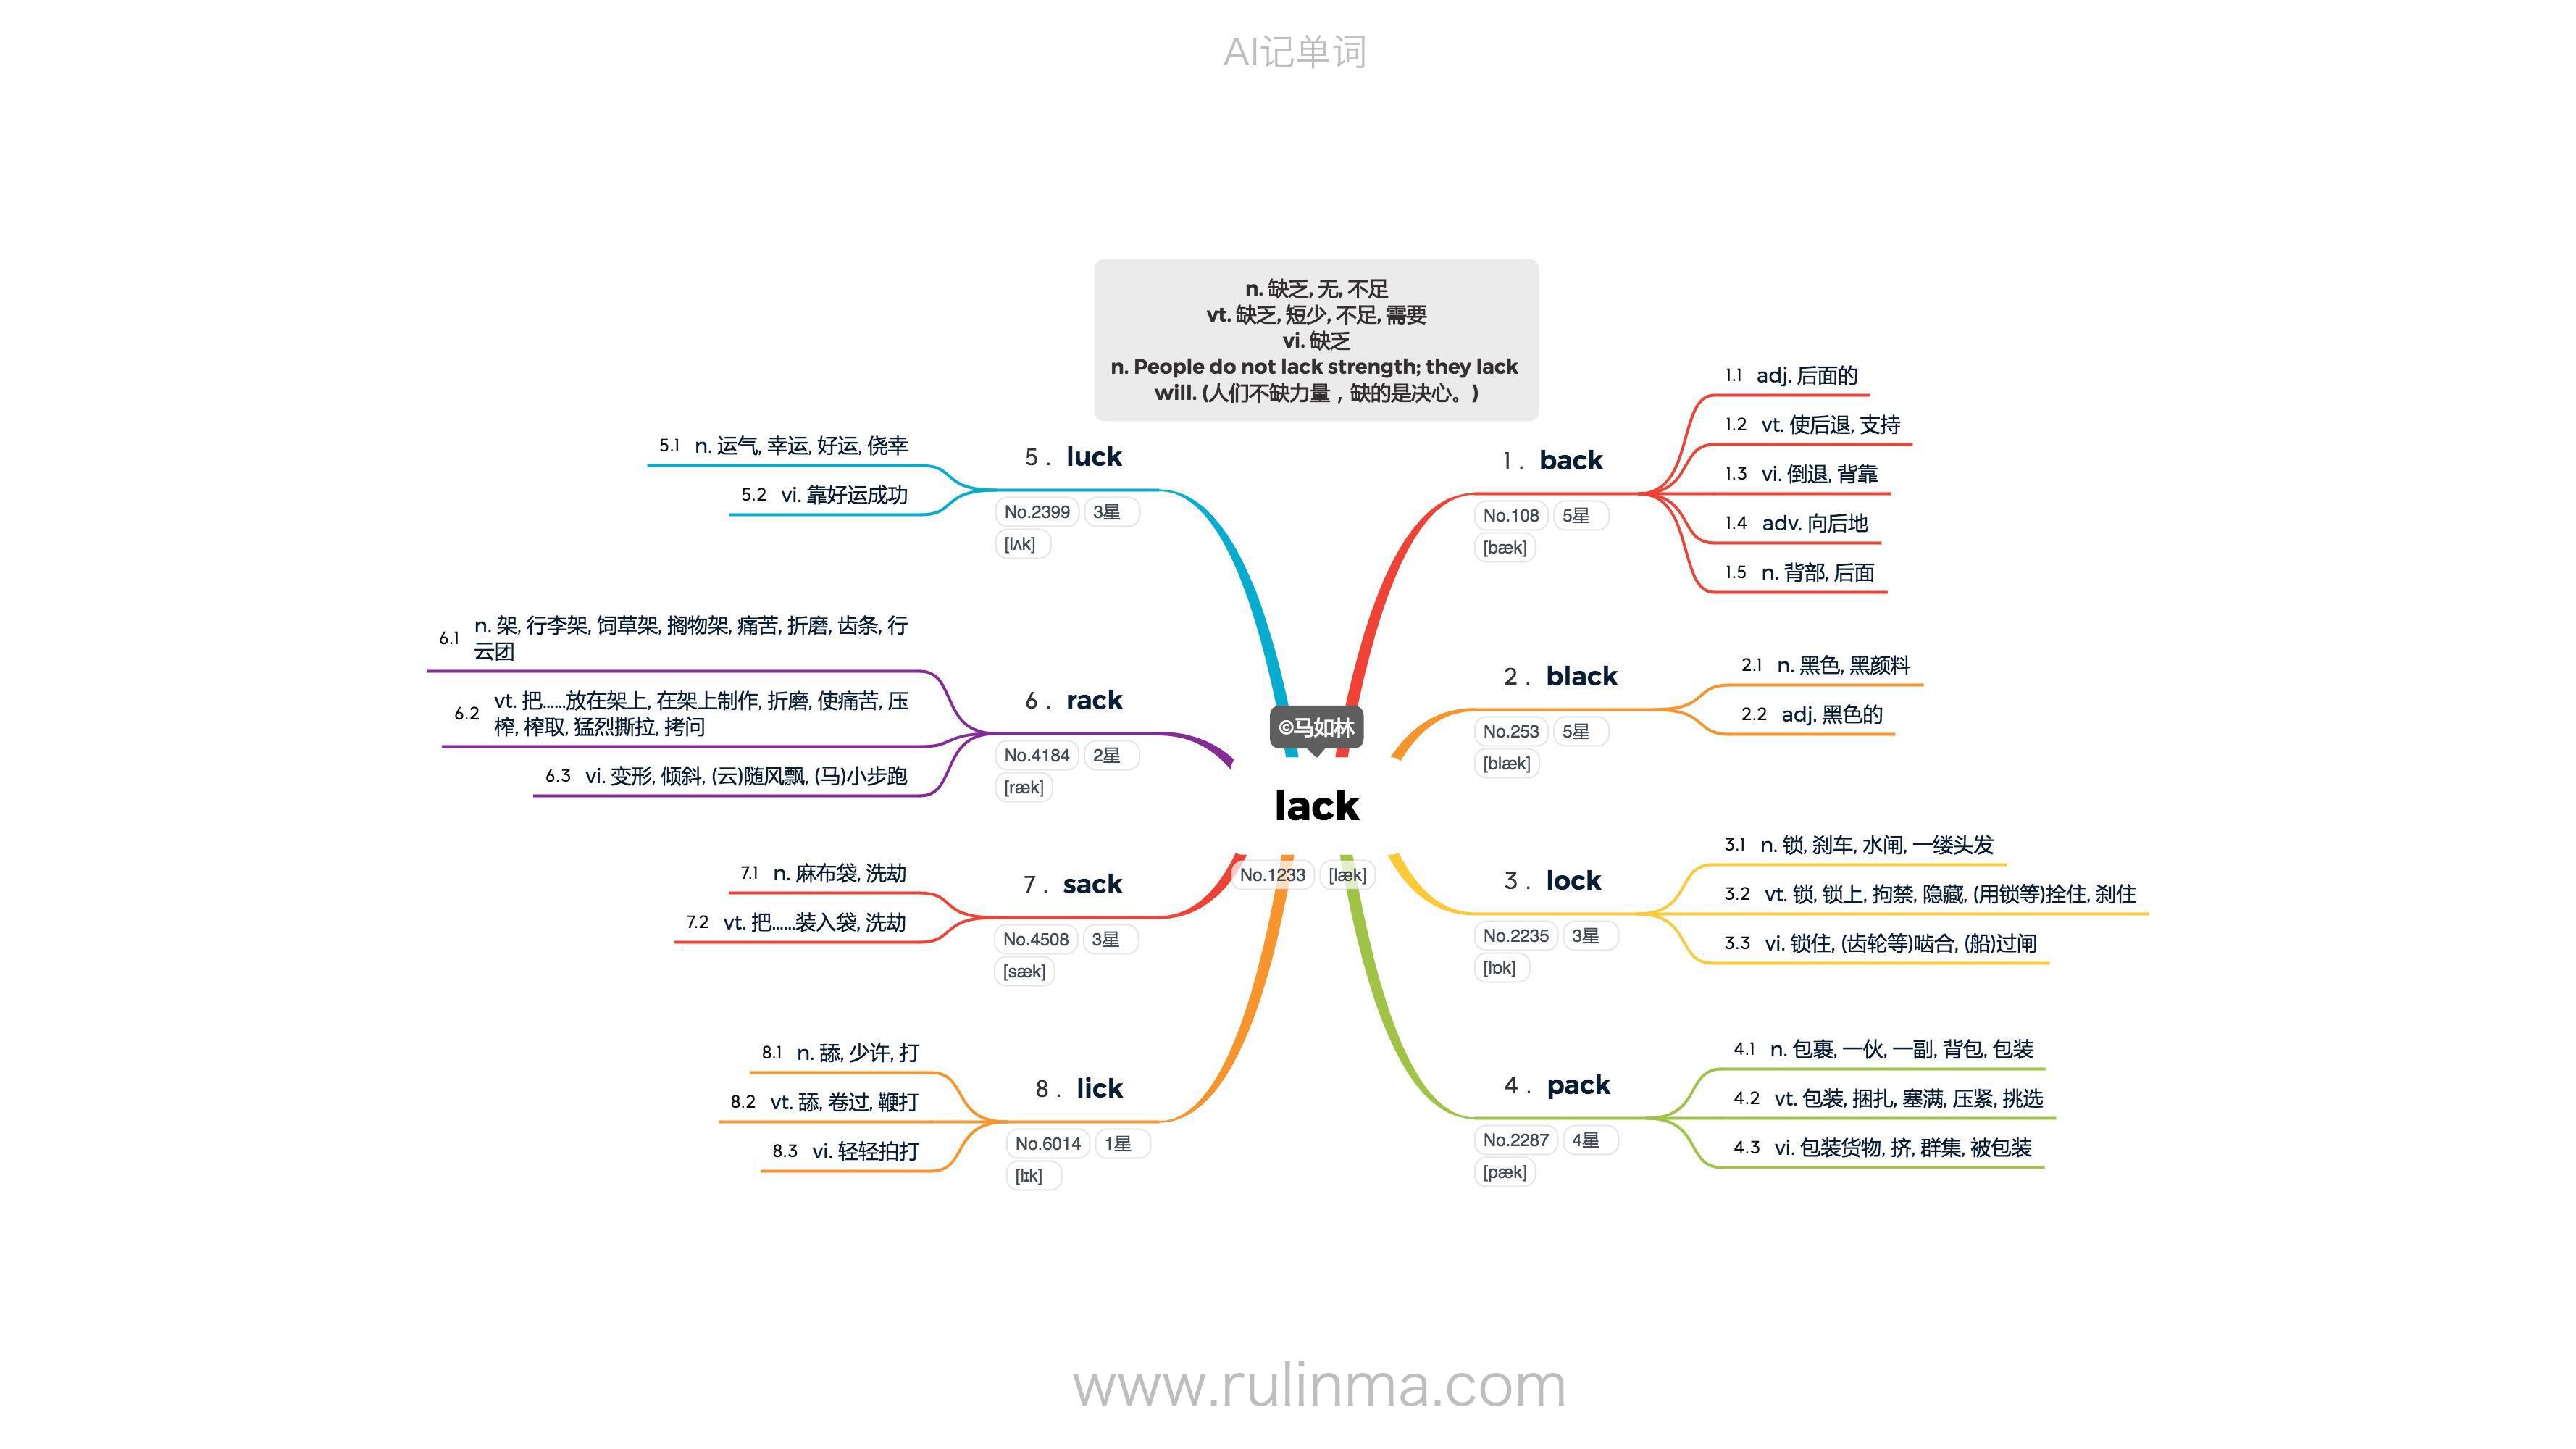 AI记单词
n. 缺乏, 无, 不足
vt. 缺乏, 短少, 不足, 需要
vi. 缺乏
n. People do not lack strength; they lack
will. (人们不缺力量，缺的是决心。)
©马如林
lack
No.1233 [læk]
1. back
No.108 5星
[bæk]
1.1 adj. 后面的
1.2 vt. 使后退, 支持
1.3 vi. 倒退, 背靠
1.4 adv. 向后地
1.5 n. 背部, 后面
2. black
No.253 5星
[blæk]
2.1 n. 黑色, 黑颜料
2.2 adj. 黑色的
3. lock
No.2235 3星
[lɒk]
3.1 n. 锁, 刹车, 水闸, 一缕头发
3.2 vt. 锁, 锁上, 拘禁, 隐藏, (用锁等)拴住, 刹住
3.3 vi. 锁住, (齿轮等)啮合, (船)过闸
4. pack
No.2287 4星
[pæk]
4.1 n. 包裹, 一伙, 一副, 背包, 包装
4.2 vt. 包装, 捆扎, 塞满, 压紧, 挑选
4.3 vi. 包装货物, 挤, 群集, 被包装
5. luck
No.2399 3星
[lʌk]
5.1 n. 运气, 幸运, 好运, 侥幸
5.2 vi. 靠好运成功
6. rack
No.4184 2星
[ræk]
6.1 n. 架, 行李架, 饲草架, 搁物架, 痛苦, 折磨, 齿条, 行
云团
6.2 vt. 把……放在架上, 在架上制作, 折磨, 使痛苦, 压
榨, 榨取, 猛烈撕拉, 拷问
6.3 vi. 变形, 倾斜, (云)随风飘, (马)小步跑
7. sack
No.4508 3星
[sæk]
7.1 n. 麻布袋, 洗劫
7.2 vt. 把……装入袋, 洗劫
8. lick
No.6014 1星
[lɪk]
8.1 n. 舔, 少许, 打
8.2 vt. 舔, 卷过, 鞭打
8.3 vi. 轻轻拍打
www.rulinma.com